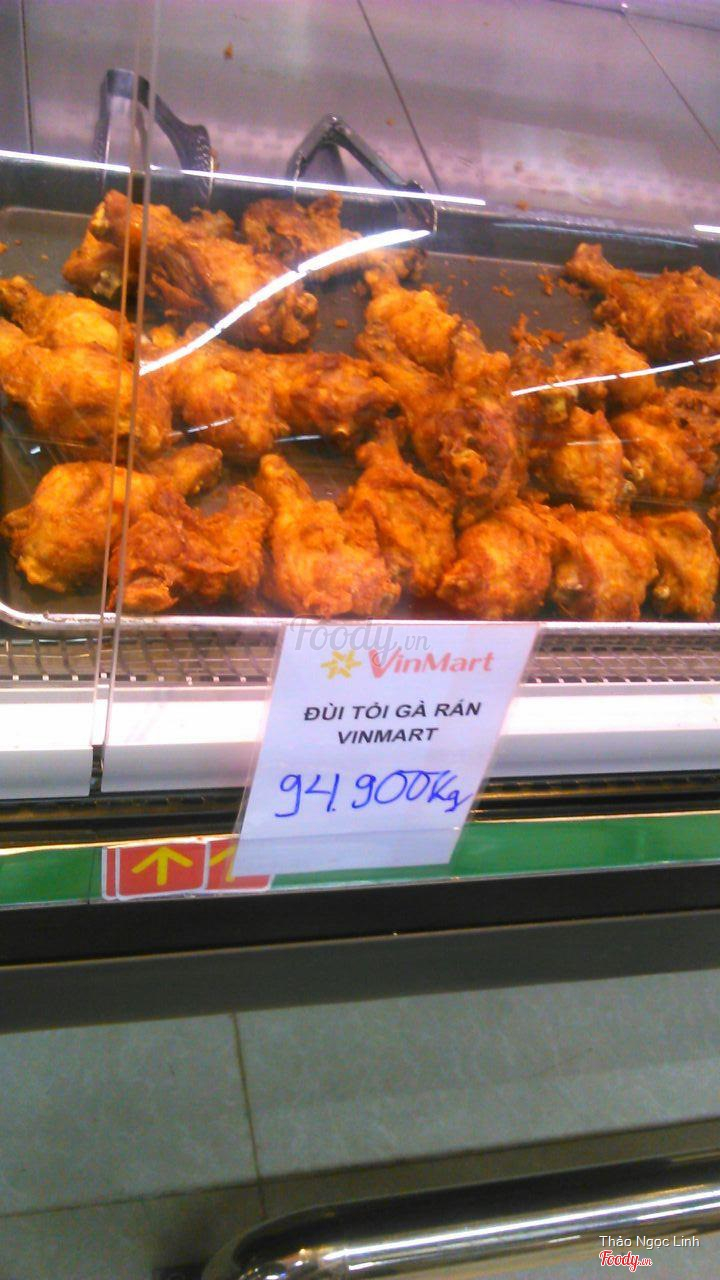 Foody.vn
VinMart
ĐÙI TỎI GÀ RÁN
VINMART
94.900Kg
Thảo Ngọc Linh
Foody.vn